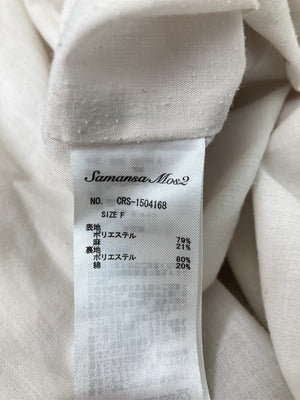 Samansa Mos2
NO. CRS-1504168
SIZE F
表地
ポリエステル 79%
麻 21%
裏地
ポリエステル 80%
綿 20%